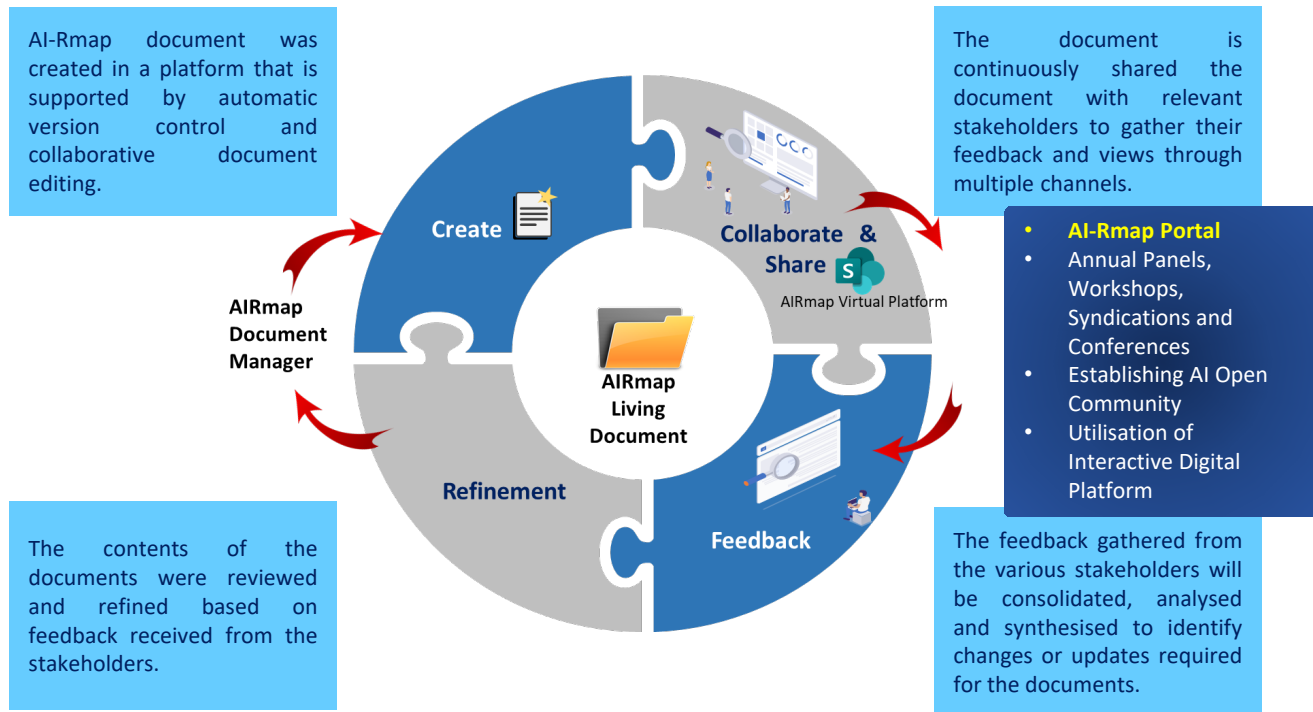 AI-Rmap document was
created in a platform that is
supported by automatic
version control and
collaborative document
editing.
The document is
continuously shared the
document with relevant
stakeholders to gather their
feedback and views through
multiple channels.
Create
Collaborate &
Share
S
AIRmap Virtual Platform
• AI-Rmap Portal
• Annual Panels,
Workshops,
Syndications and
Conferences
• Establishing AI Open
Community
• Utilisation of
Interactive Digital
Platform
AIRmap
Document
Manager
AIRmap
Living
Document
Refinement
Feedback
The contents of the
documents were reviewed
and refined based on
feedback received from the
stakeholders.
The feedback gathered from
the various stakeholders will
be consolidated, analysed
and synthesised to identify
changes or updates required
for the documents.